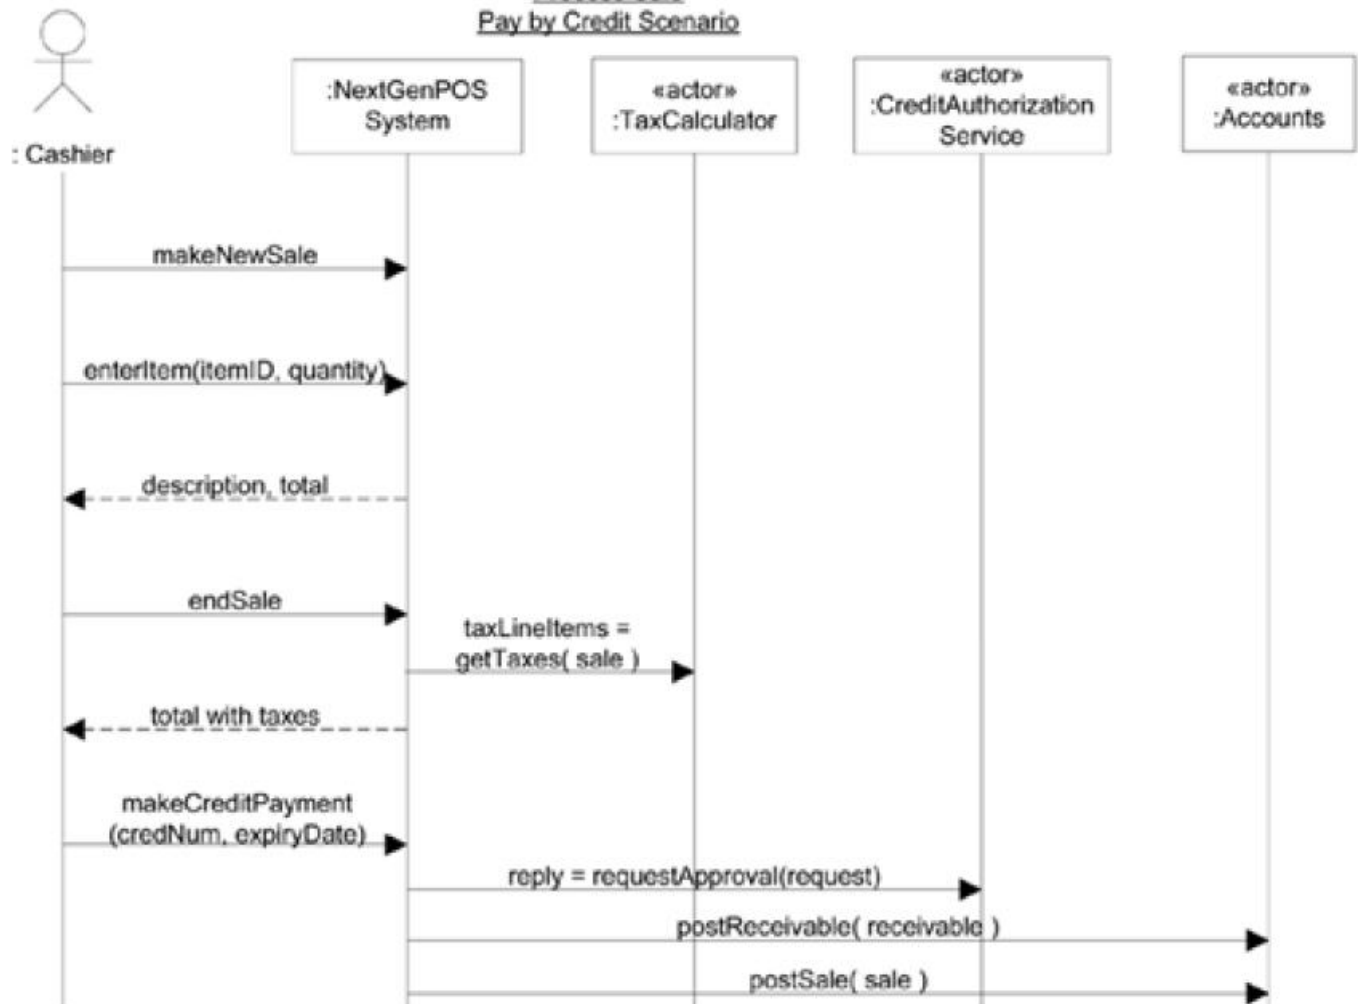 Pay by Credit Scenario
: Cashier
:NextGenPOS
System
«actor»
:TaxCalculator
«actor»
:CreditAuthorization
Service
«actor»
:Accounts
makeNewSale
enterItem(itemID, quantity)
description, total
endSale
taxLineItems =
getTaxes( sale )
total with taxes
makeCreditPayment
(credNum, expiryDate)
reply = requestApproval(request)
postReceivable( receivable )
postSale( sale )